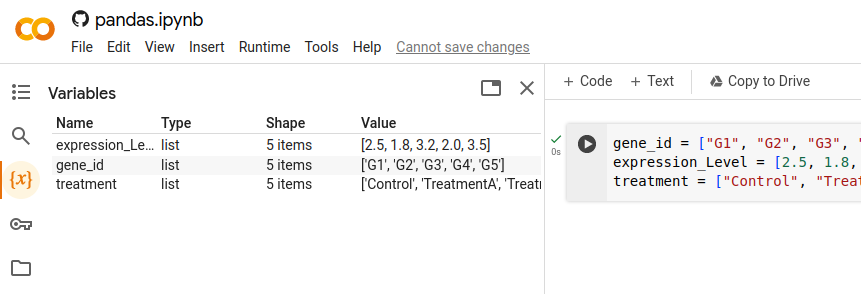 pandas.ipynb
File Edit View Insert Runtime Tools Help Cannot save changes
Variables
Name Type Shape Value
expression_Le... list 5 items [2.5, 1.8, 3.2, 2.0, 3.5]
gene_id list 5 items ['G1', 'G2', 'G3', 'G4', 'G5']
treatment list 5 items ['Control', 'TreatmentA', 'Treatr
{x}
+ Code + Text Copy to Drive
0s
gene_id = ["G1", "G2", "G3", "
expression_Level = [2.5, 1.8,
treatment = ["Control", "Treat